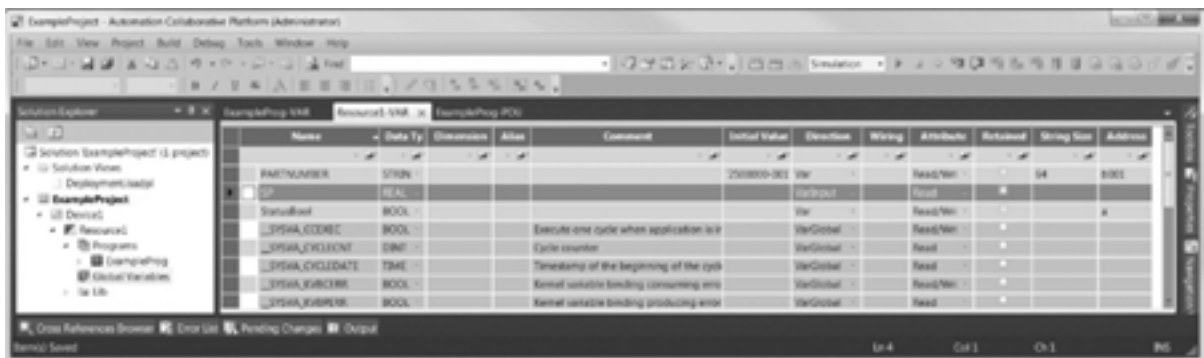 ExampleProject - Automation Collaborative Platform (Administrator)
File Edit View Project Build Debug Tools Window Help
Find Simulation
Solution Explorer
ExampleProg-VAR Resource1-VAR ExampleProg-POU
Solution 'ExampleProject' (1 project)
Solution Views
Deployment.isadpl
ExampleProject
Device1
Resource1
Programs
ExampleProg
Global Variables
Lib
Name Data Ty Dimension Alias Comment Initial Value Direction Wiring Attribute Retained String Size Address
PARTNUMBER STRIN Var Read/Wri 64
SP REAL VarInput Read
StatusBool BOOL Var Read/Wri
__SYSVA_CCEXEC BOOL Execute one cycle when application is in VarGlobal Read/Wri
__SYSVA_CYCLECNT DINT Cycle counter VarGlobal Read
__SYSVA_CYCLEDATE TIME Timestamp of the beginning of the cycle VarGlobal Read
__SYSVA_KVBCERR BOOL Kernel variable binding consuming erro VarGlobal Read/Wri
__SYSVA_KVBPERR BOOL Kernel variable binding producing error VarGlobal Read
Toolbox
Properties
Navigation
Cross References Browser Error List Pending Changes Output
Item(s) Saved Ln 4 Col 1 Ch 1 INS